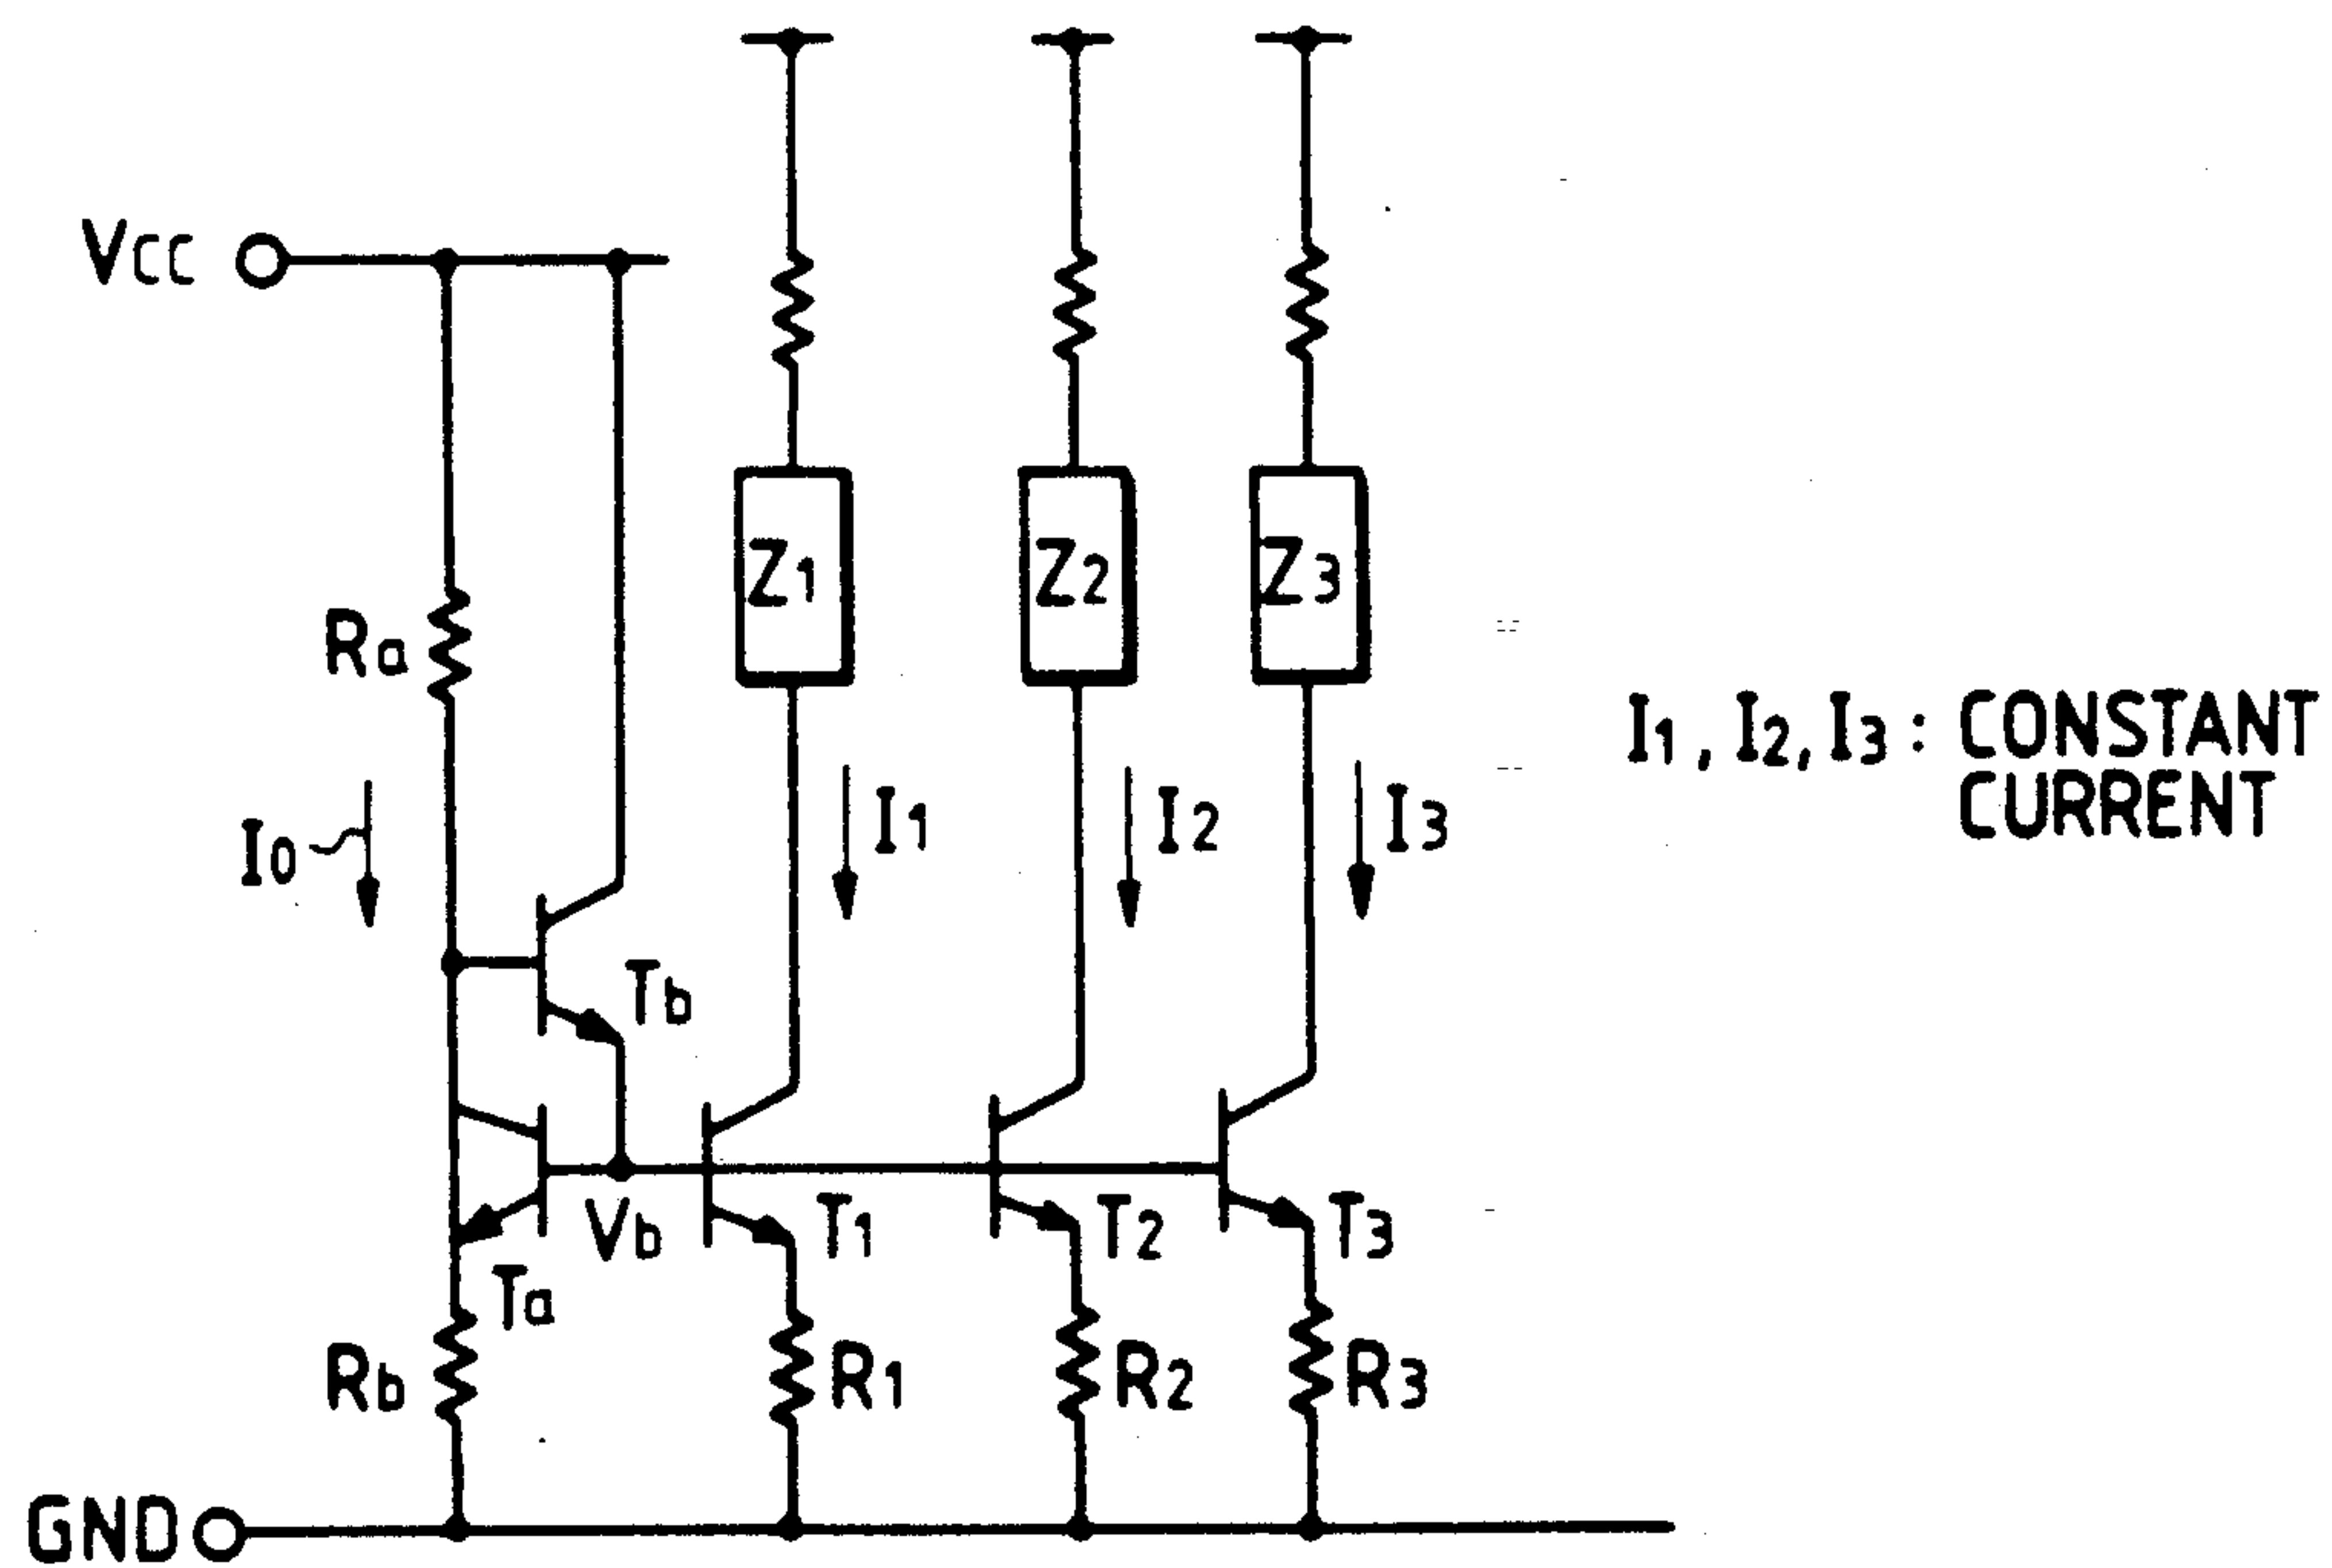 Vcc
Z1 Z2 Z3
Ra
I1, I2, I3: CONSTANT
CURRENT
I0 I1 I2 I3
Tb
Vb T1 T2 T3
Ta
Rb R1 R2 R3
GND